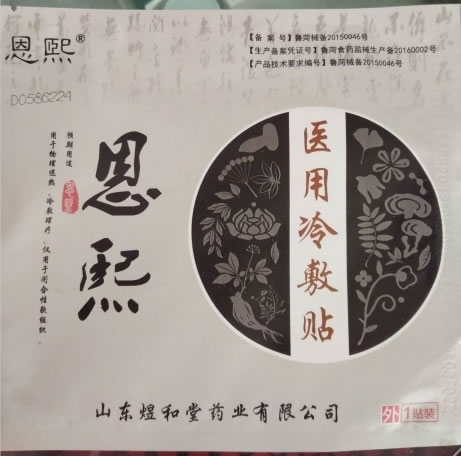 恩熙®
【备 案 号】鲁菏械备20150046号
【生产备案凭证号】鲁菏食药监械生产备20160002号
【产品技术要求编号】鲁菏械备20150046号
D0586224
医用冷敷贴
恩熙
预期用途
用于物理退热、冷敷理疗,仅用于闭合性软组织。
山东煜和堂药业有限公司
外 1贴装